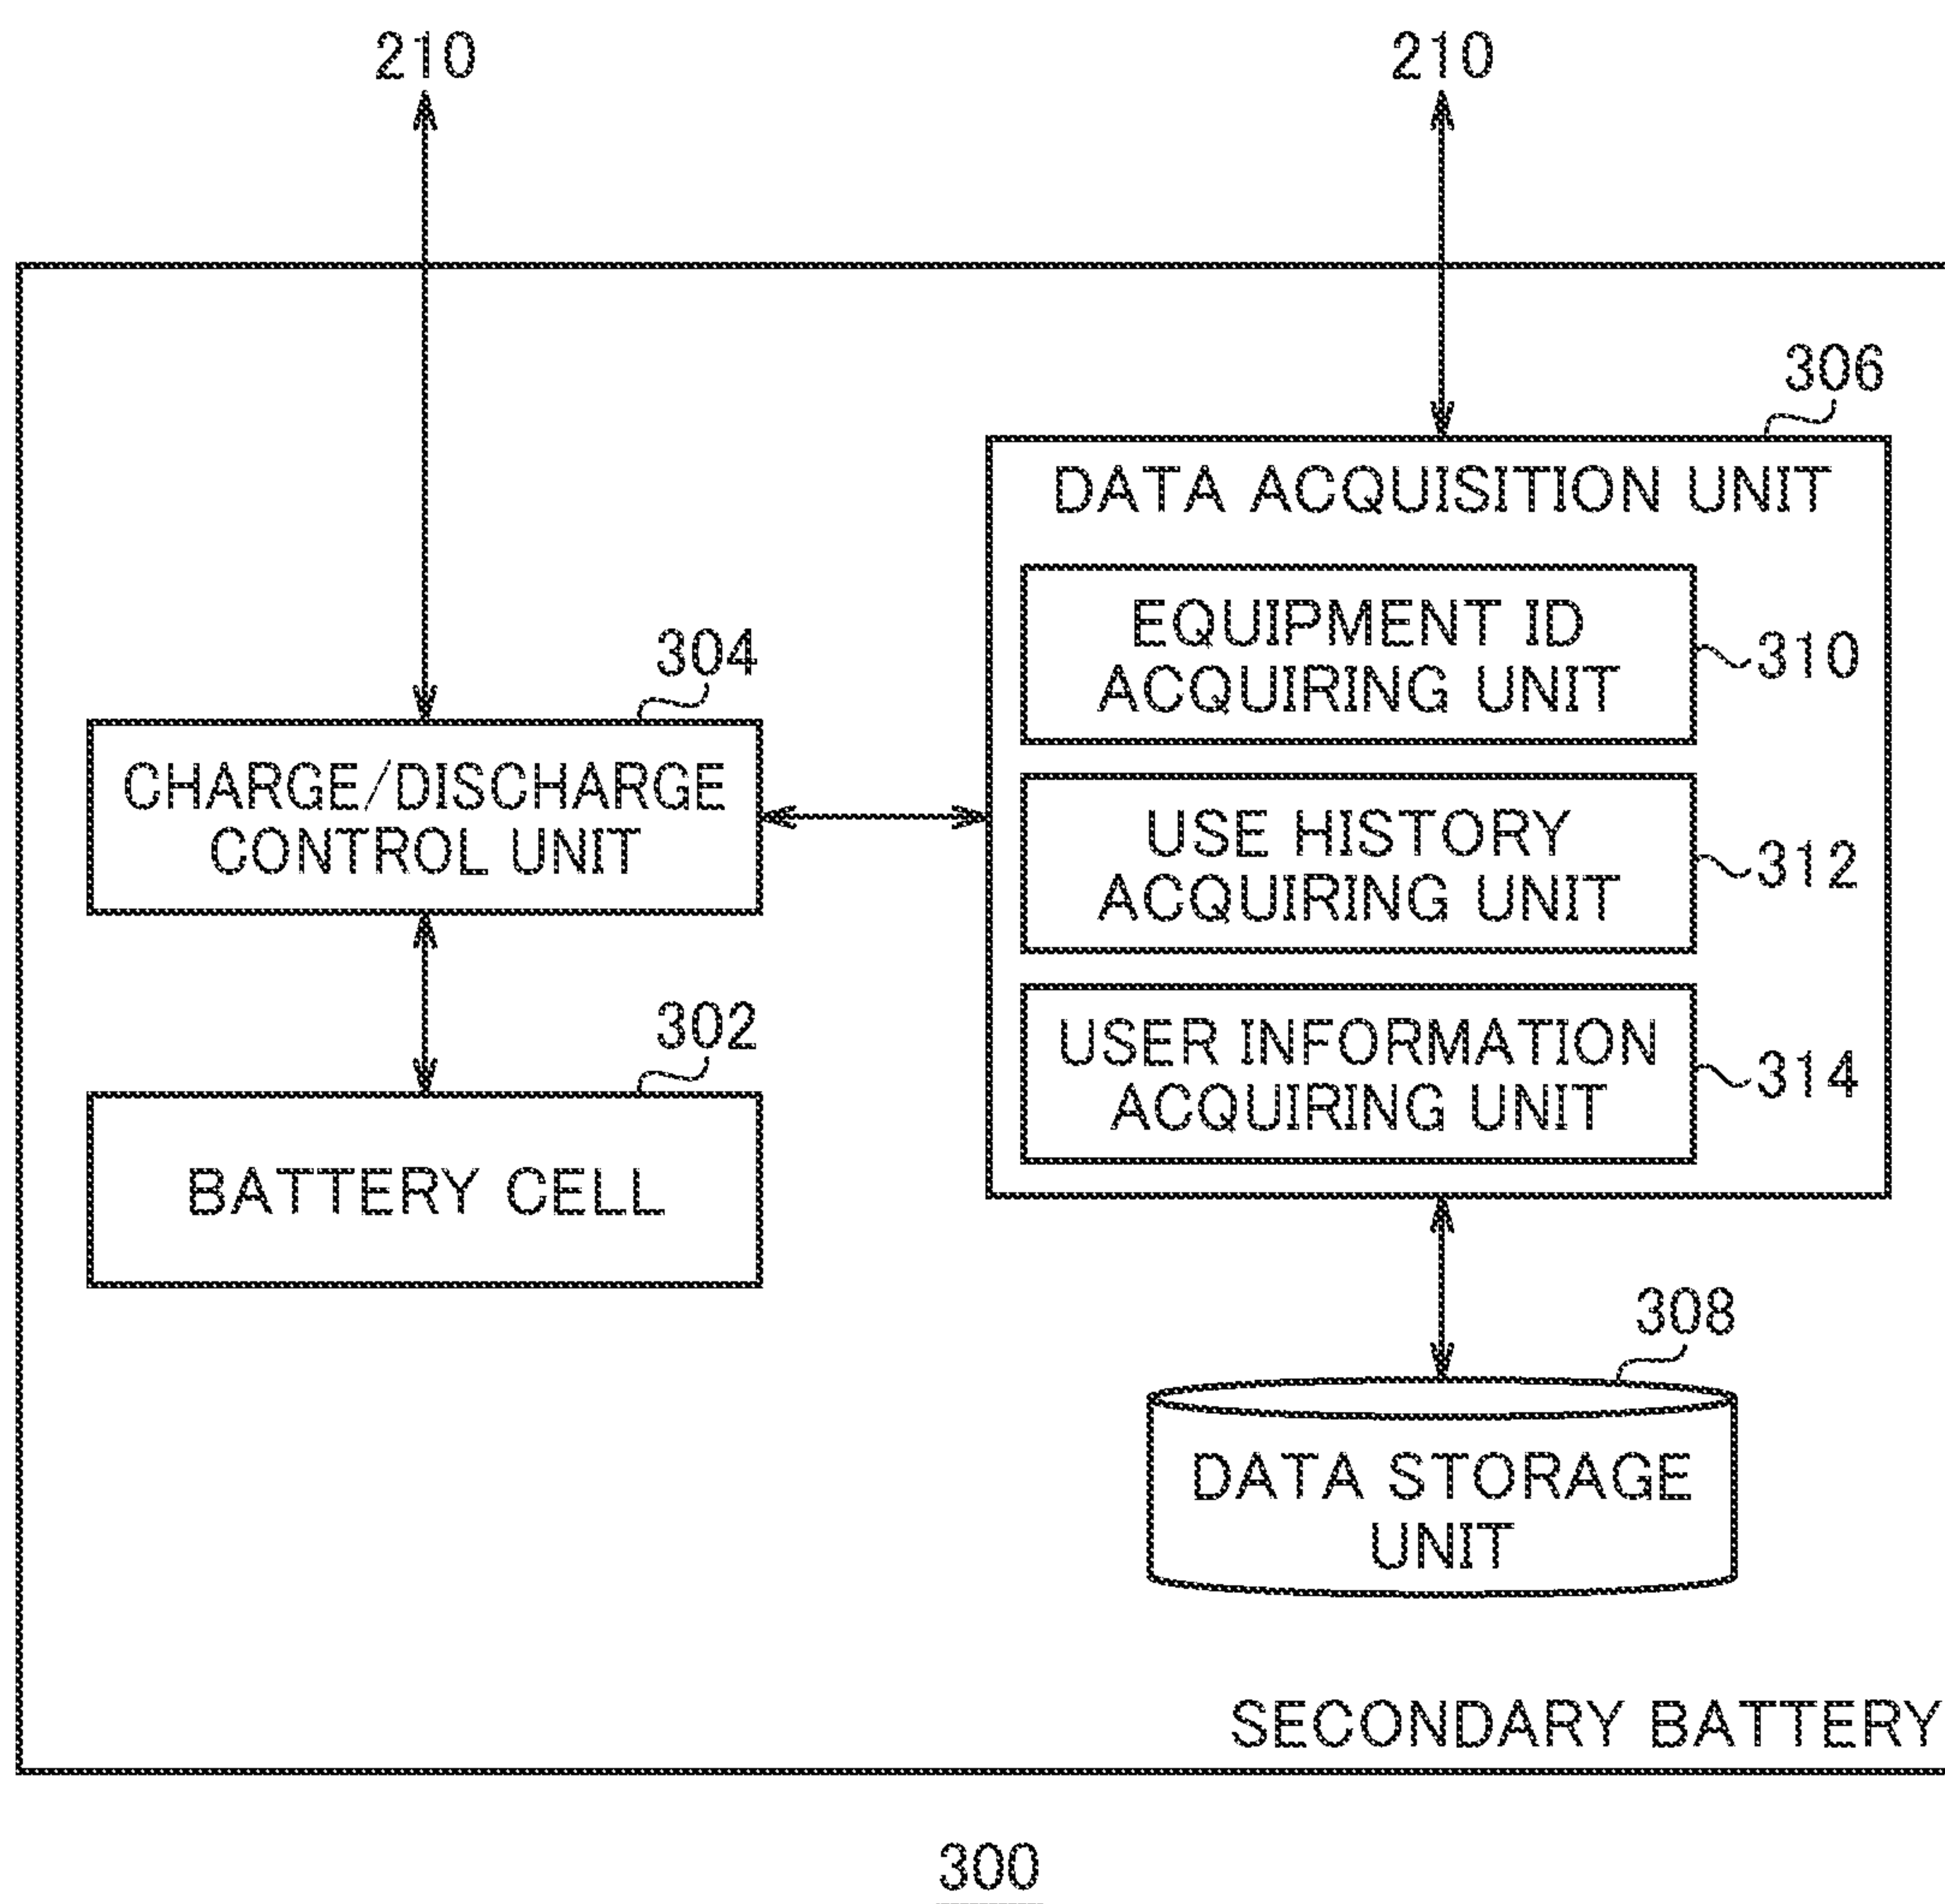 210
210
306
DATA ACQUISITION UNIT
EQUIPMENT ID
ACQUIRING UNIT
310
304
CHARGE/DISCHARGE
CONTROL UNIT
USE HISTORY
ACQUIRING UNIT
312
302
BATTERY CELL
USER INFORMATION
ACQUIRING UNIT
314
308
DATA STORAGE
UNIT
SECONDARY BATTERY
300